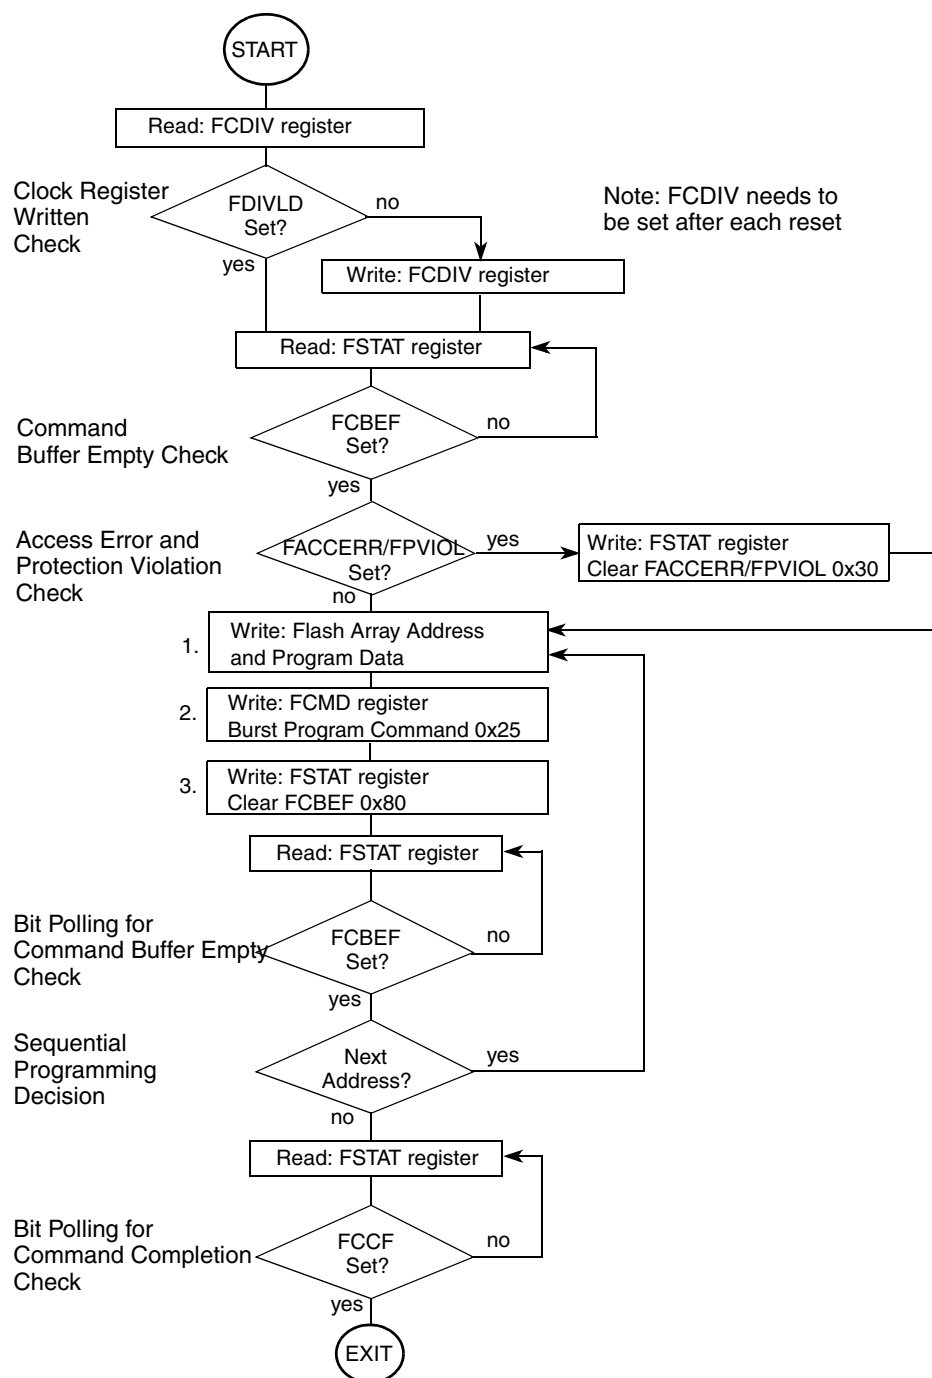 START
Read: FCDIV register
Clock Register
Written
Check
FDIVLD
Set?
no
yes
Note: FCDIV needs to
be set after each reset
Write: FCDIV register
Read: FSTAT register
Command
Buffer Empty Check
FCBEF
Set?
no
yes
Access Error and
Protection Violation
Check
FACCERR/FPVIOL
Set?
yes
no
Write: FSTAT register
Clear FACCERR/FPVIOL 0x30
1.
Write: Flash Array Address
and Program Data
2.
Write: FCMD register
Burst Program Command 0x25
3.
Write: FSTAT register
Clear FCBEF 0x80
Read: FSTAT register
Bit Polling for
Command Buffer Empty
Check
FCBEF
Set?
no
yes
Sequential
Programming
Decision
Next
Address?
yes
no
Read: FSTAT register
Bit Polling for
Command Completion
Check
FCCF
Set?
no
yes
EXIT